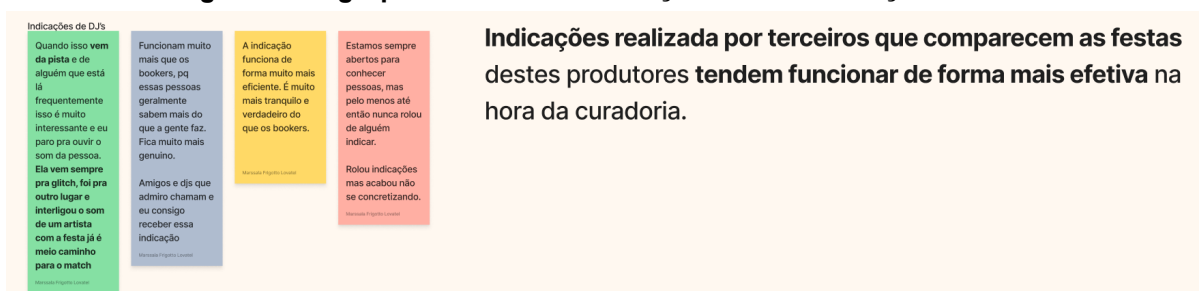 Indicações de DJ's
Quando isso vem
da pista e de
alguém que está
lá
frequentemente
isso é muito
interessante e eu
paro pra ouvir o
som da pessoa.
Ela vem sempre
pra glitch, foi pra
outro lugar e
interligou o som
de um artista
com a festa já é
meio caminho
para o match
Funcionam muito
mais que os
bookers, pq
essas pessoas
geralmente
sabem mais do
que a gente faz.
Fica muito mais
genuíno.
Amigos e djs que
admiro chamam e
eu consigo
receber essa
indicação
A indicação
funciona de
forma muito mais
eficiente. É muito
mais tranquilo e
verdadeiro do
que os bookers.
Estamos sempre
abertos para
conhecer
pessoas, mas
pelo menos até
então nunca rolou
de alguém
indicar.
Rolou indicações
mas acabou não
se concretizando.
Indicações realizada por terceiros que comparecem as festas
destes produtores tendem funcionar de forma mais efetiva na
hora da curadoria.